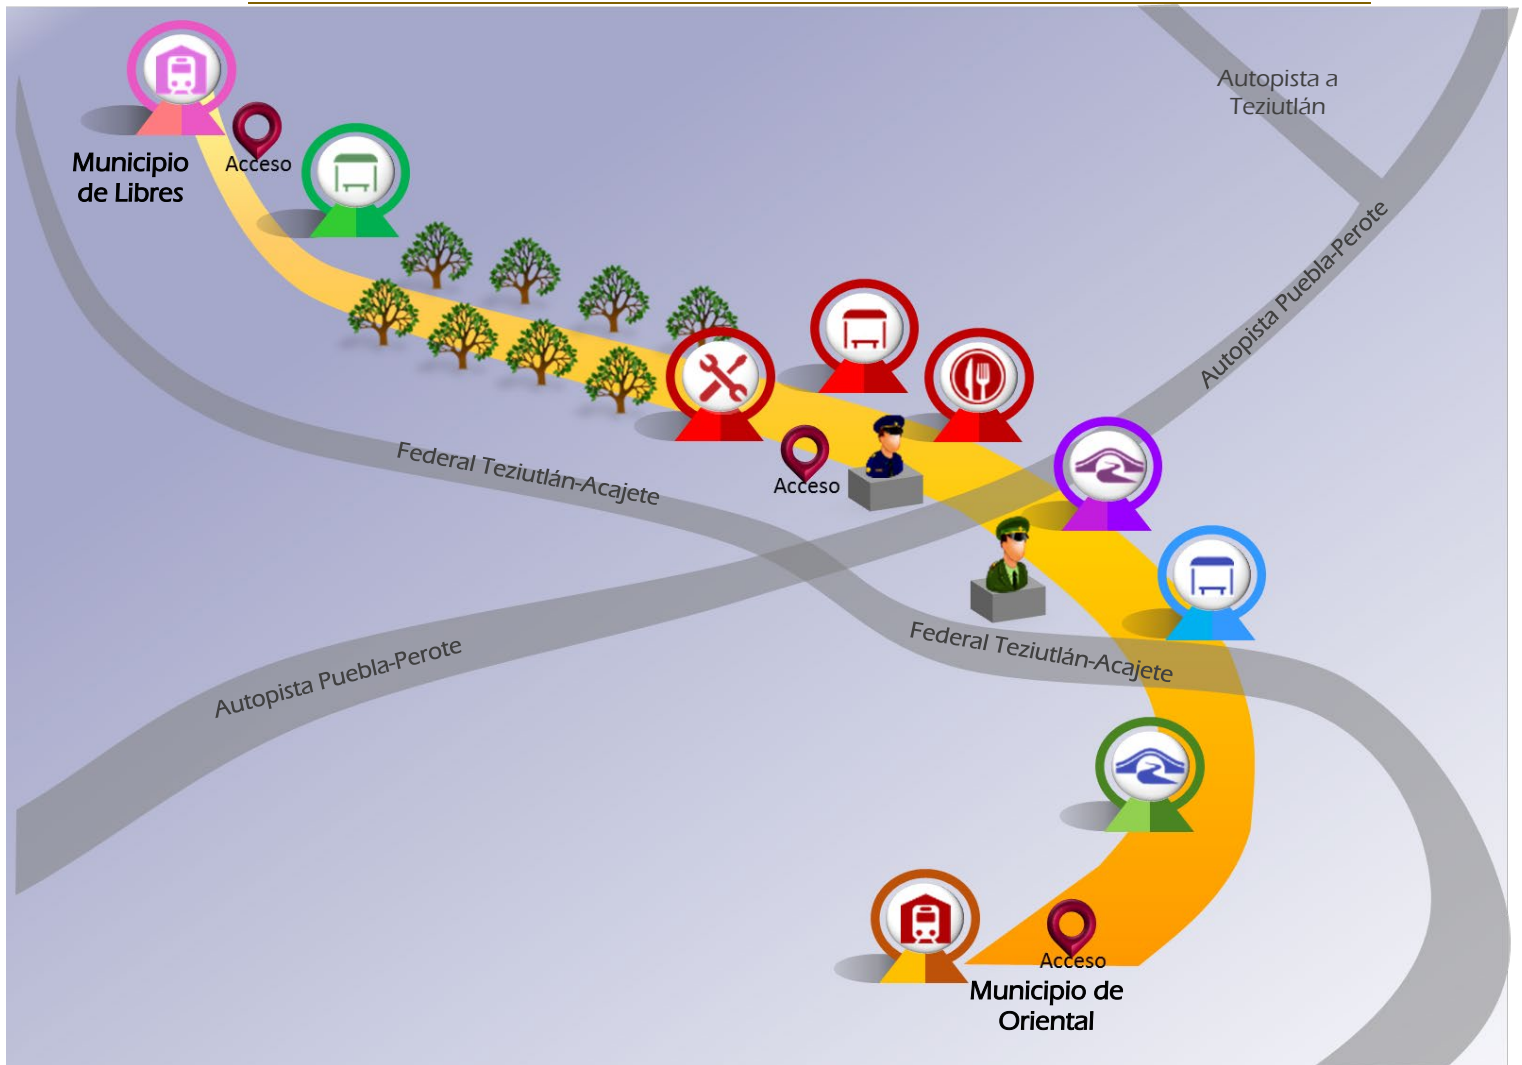 Autopista a
Teziutlán
Acceso
Municipio
de Libres
Autopista Puebla-Perote
Federal Teziutlán-Acajete
Acceso
Autopista Puebla-Perote
Federal Teziutlán-Acajete
Acceso
Municipio de
Oriental